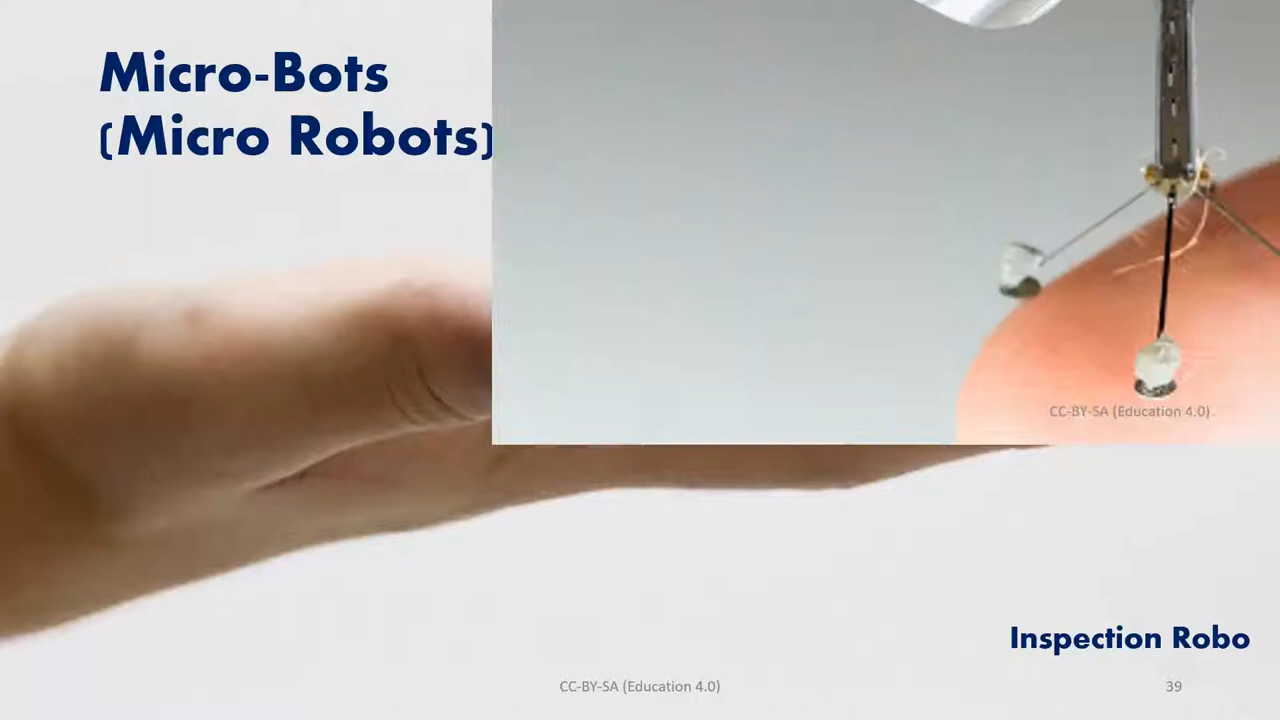 Micro-Bots
(Micro Robots)
CC-BY-SA (Education 4.0)
Inspection Robo
CC-BY-SA (Education 4.0)
39